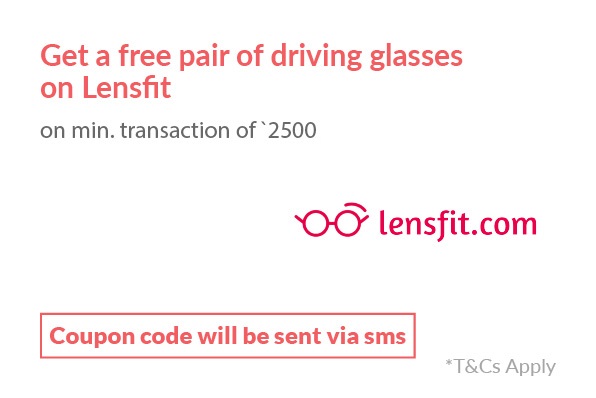 Get a free pair of driving glasses
on Lensfit
on min. transaction of `2500
lensfit.com
Coupon code will be sent via sms
*T&Cs Apply